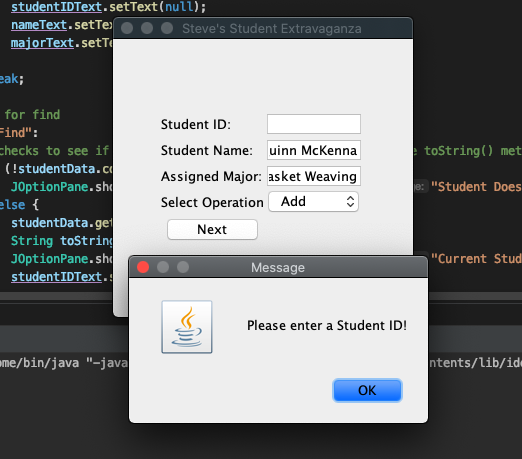 studentIDText.setText(null);
nameText.setTex
majorText.setTe
Steve's Student Extravaganza
eak;
for find
Find":
checks to see if
e toString() met
(!studentData.co
JOptionPane.sho
"Student Does
else {
studentData.get
String toString
JOptionPane.sho
"Current Stud
studentIDText.s
Student ID:
Student Name: uinn McKenna
Assigned Major: asket Weaving
Select Operation Add
Next
Message
Please enter a Student ID!
OK
ome/bin/java "-java
ntents/lib/ide